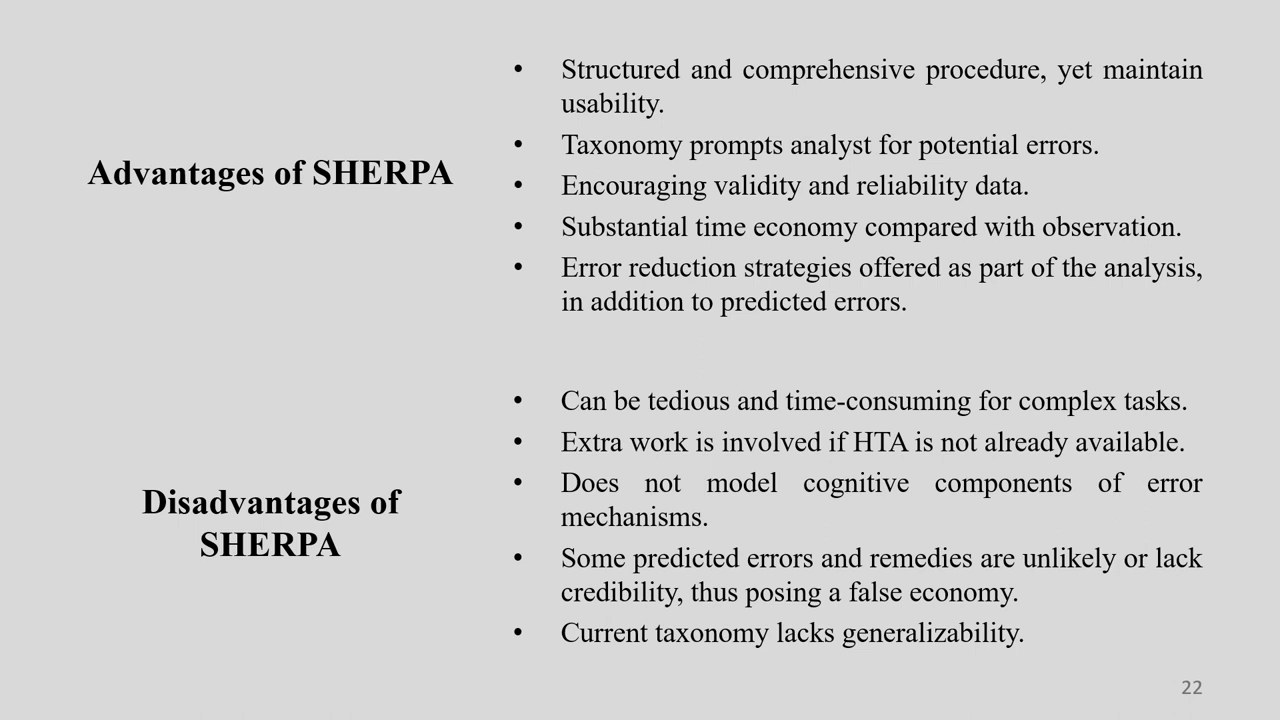 Advantages of SHERPA
• Structured and comprehensive procedure, yet maintain
usability.
• Taxonomy prompts analyst for potential errors.
• Encouraging validity and reliability data.
• Substantial time economy compared with observation.
• Error reduction strategies offered as part of the analysis,
in addition to predicted errors.
Disadvantages of
SHERPA
• Can be tedious and time-consuming for complex tasks.
• Extra work is involved if HTA is not already available.
• Does not model cognitive components of error
mechanisms.
• Some predicted errors and remedies are unlikely or lack
credibility, thus posing a false economy.
• Current taxonomy lacks generalizability.
22